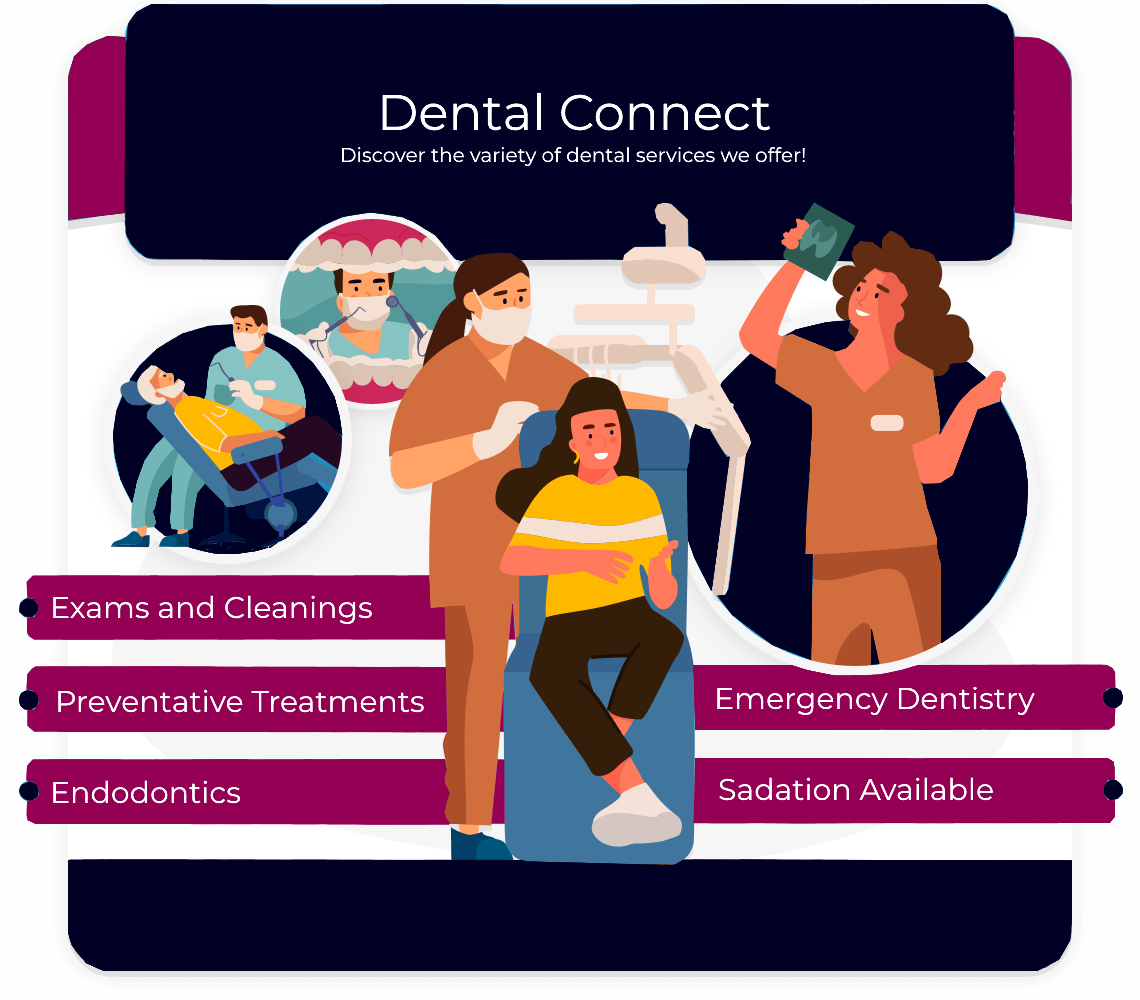 Dental Connect
Discover the variety of dental services we offer!
Exams and Cleanings
Preventative Treatments
Endodontics
Emergency Dentistry
Sadation Available